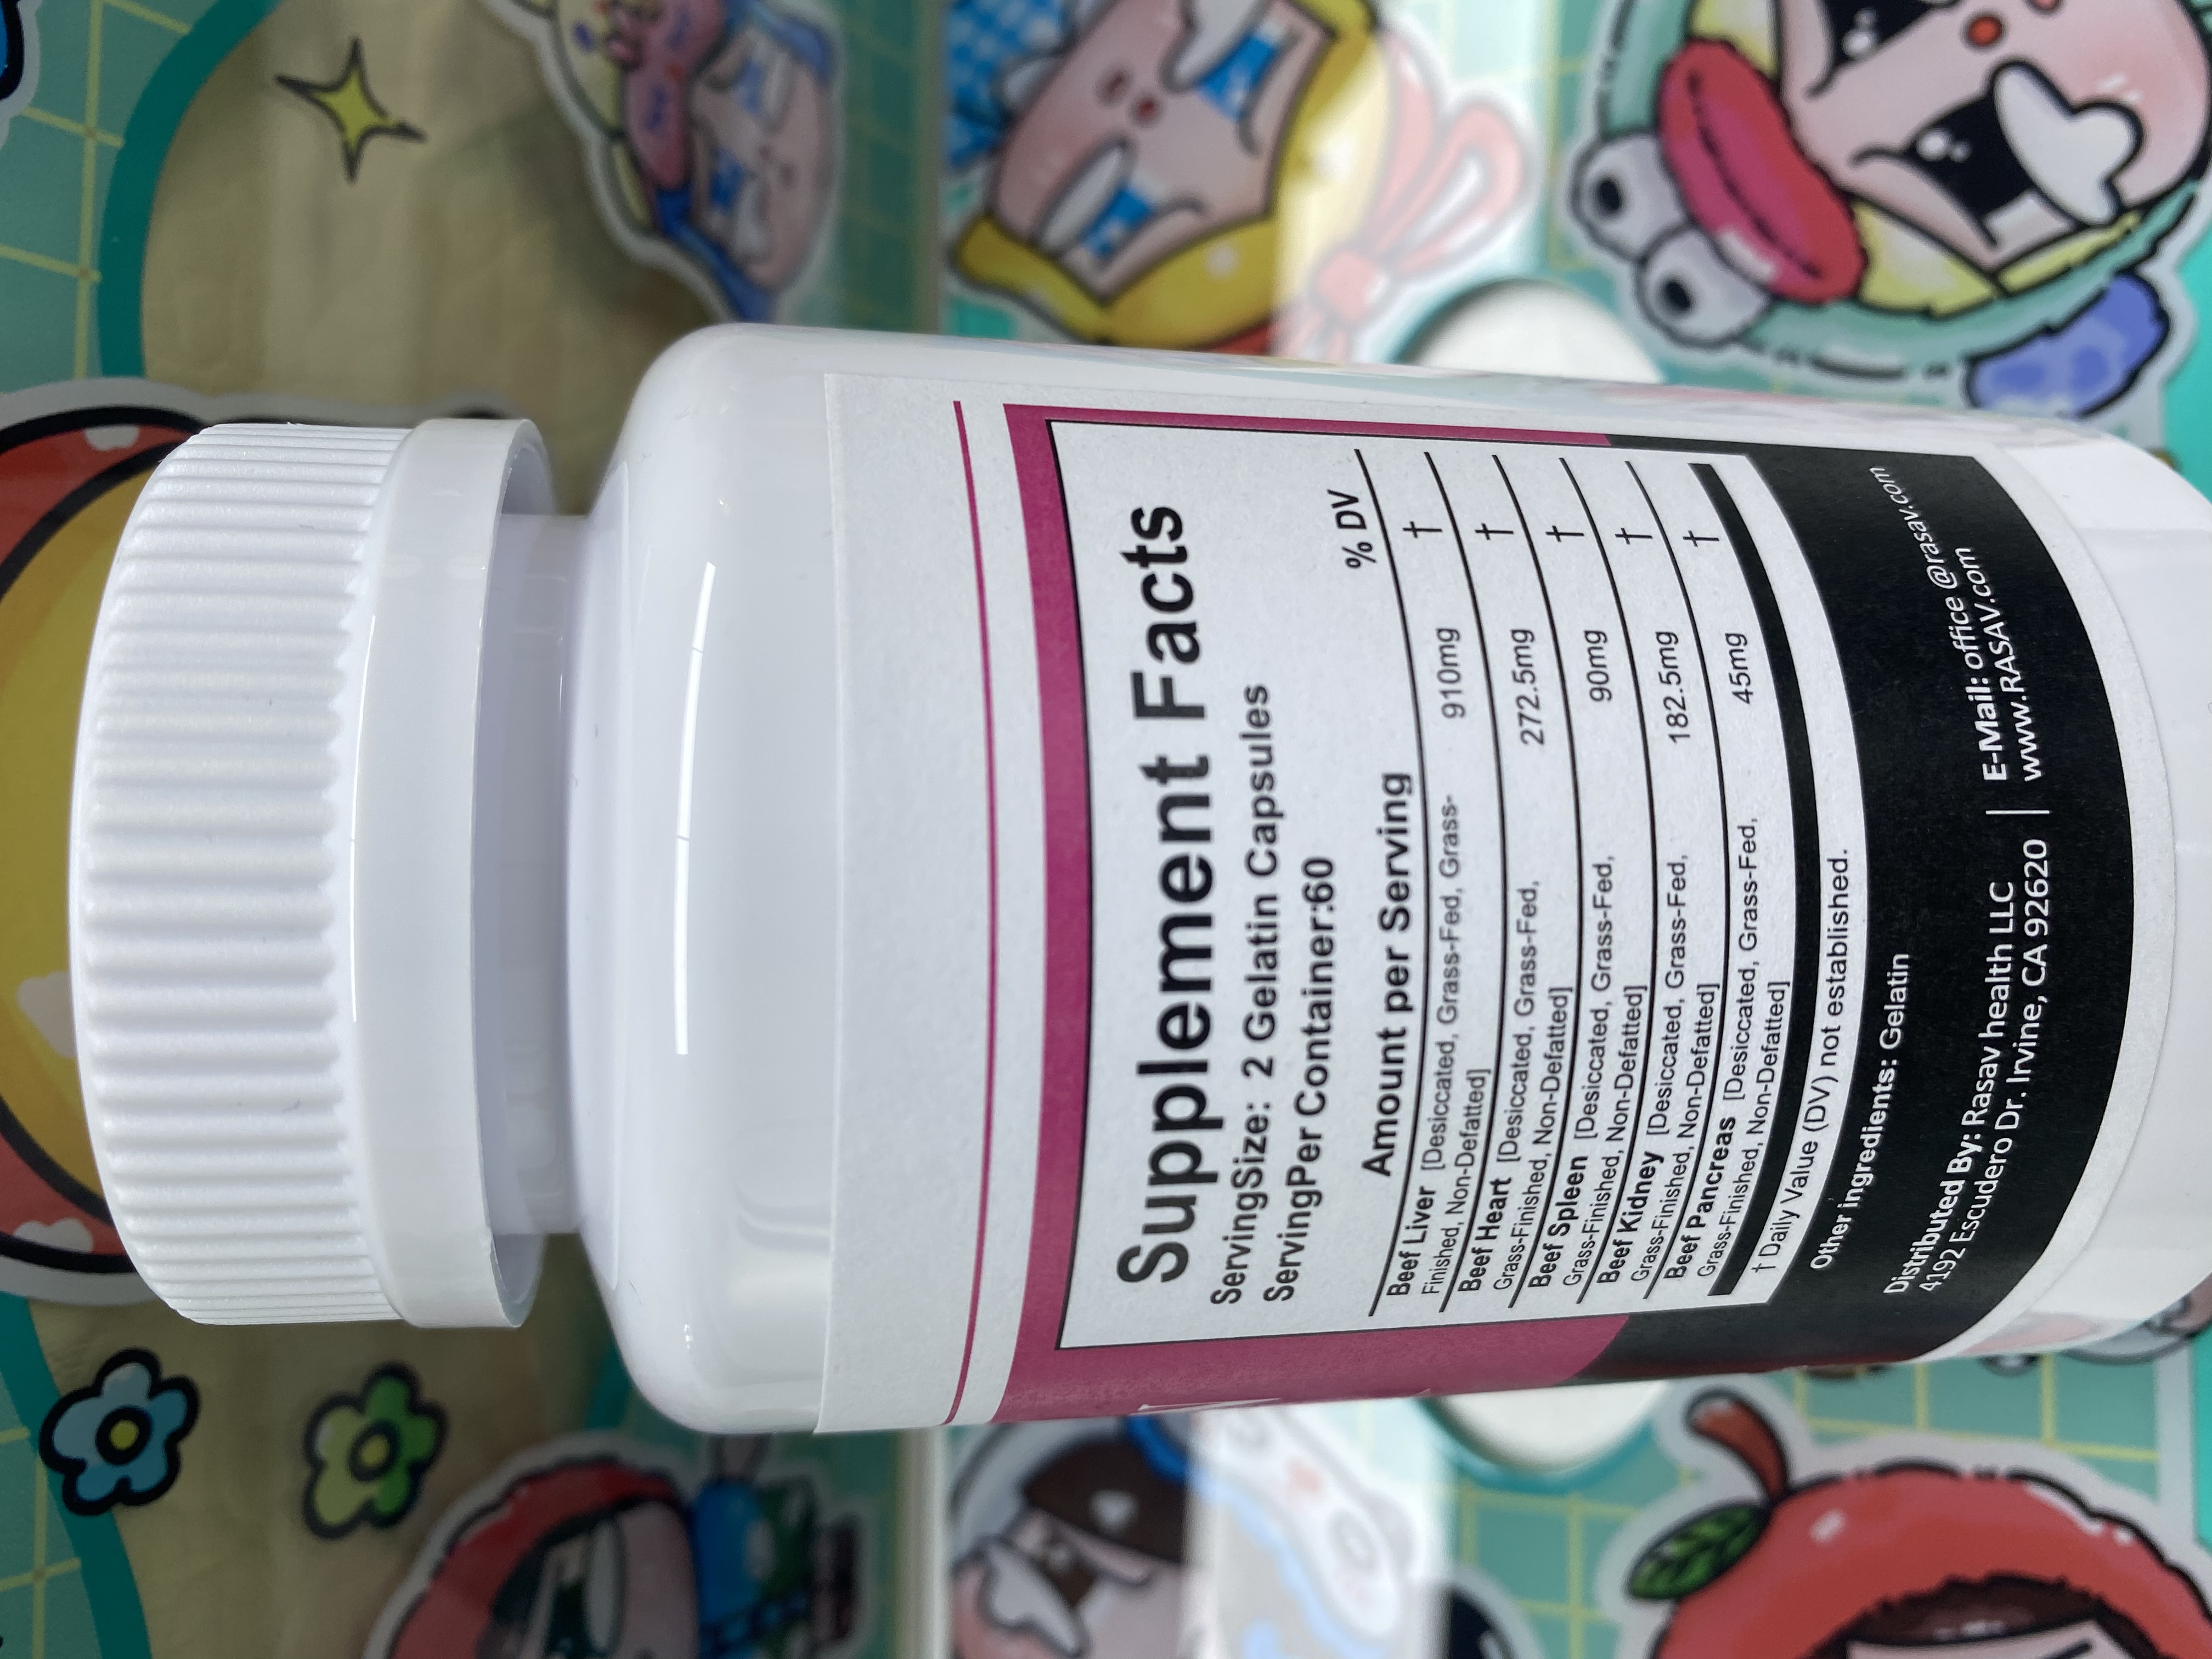 Supplement Facts
ServingSize: 2 Gelatin Capsules
ServingPer Container:60
% DV
Amount per Serving
Beef Liver [Desiccated, Grass-Fed, Grass- 910mg †
Finished, Non-Defatted]
Beef Heart [Desiccated, Grass-Fed, 272.5mg †
Grass-Finished, Non-Defatted]
Beef Spleen [Desiccated, Grass-Fed, 90mg †
Grass-Finished, Non-Defatted]
Beef Kidney [Desiccated, Grass-Fed, 182.5mg †
Grass-Finished, Non-Defatted]
Beef Pancreas [Desiccated, Grass-Fed, 45mg †
Grass-Finished, Non-Defatted]
† Daily Value (DV) not established.
Other ingredients: Gelatin
Distributed By: Rasav health LLC | E-Mail: office @rasav.com
4192 Escudero Dr. Irvine, CA 92620 | www.RASAV.com